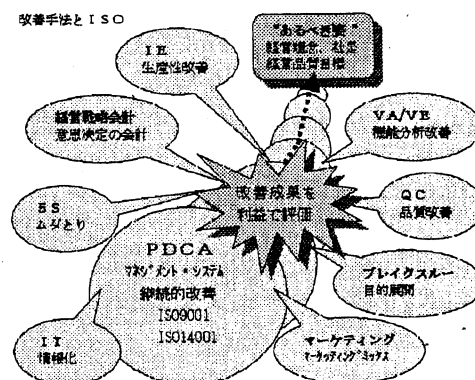 改善手法とＩＳＯ
"あるべき姿"
経営理念、社是
経営品質目標
ＩＥ
生産性改善
経営戦略会計
意思決定の会計
VA/VE
機能分析改善
改善成果を
利益で評価
５Ｓ
ムダとり
QC
品質改善
PDCA
マネジメント・システム
継続的改善
ISO9001
ISO14001
ブレイクスルー
目的展開
ＩＴ
情報化
マーケティング
マーケッティングミックス